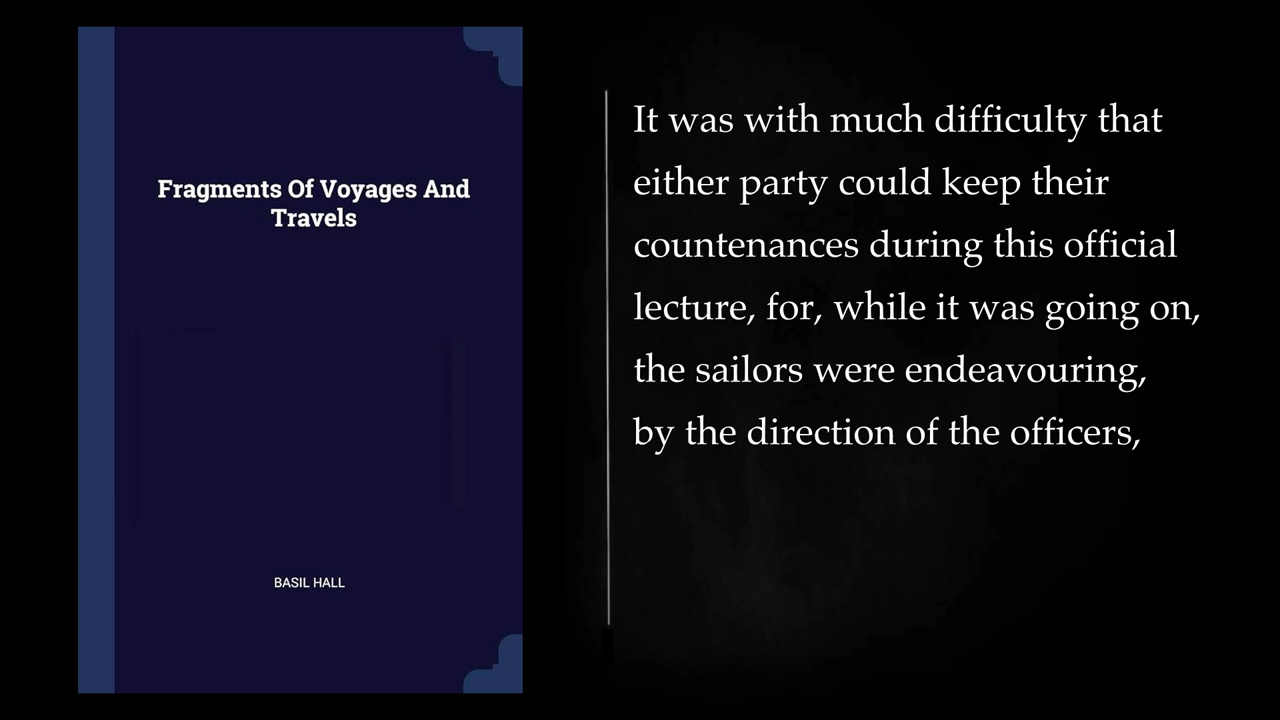 Fragments Of Voyages And
Travels
BASIL HALL
It was with much difficulty that
either party could keep their
countenances during this official
lecture, for, while it was going on,
the sailors were endeavouring,
by the direction of the officers,